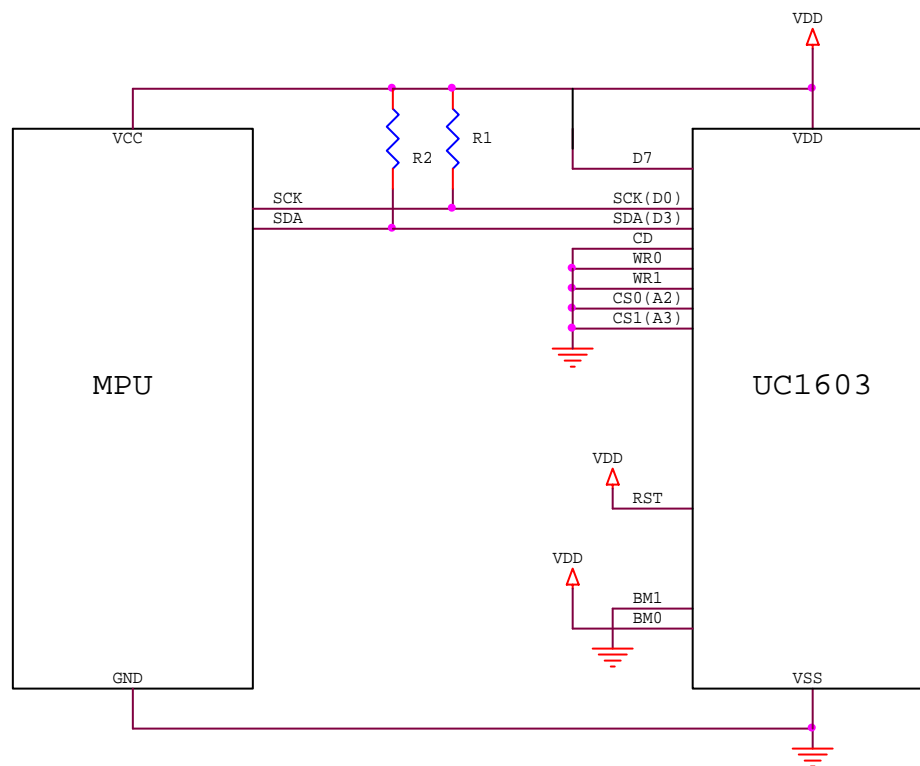 VDD
VCC
VDD
R2
R1
D7
SCK
SCK(D0)
SDA
SDA(D3)
CD
WR0
WR1
CS0(A2)
CS1(A3)
MPU
UC1603
VDD
RST
VDD
BM1
BM0
GND
VSS